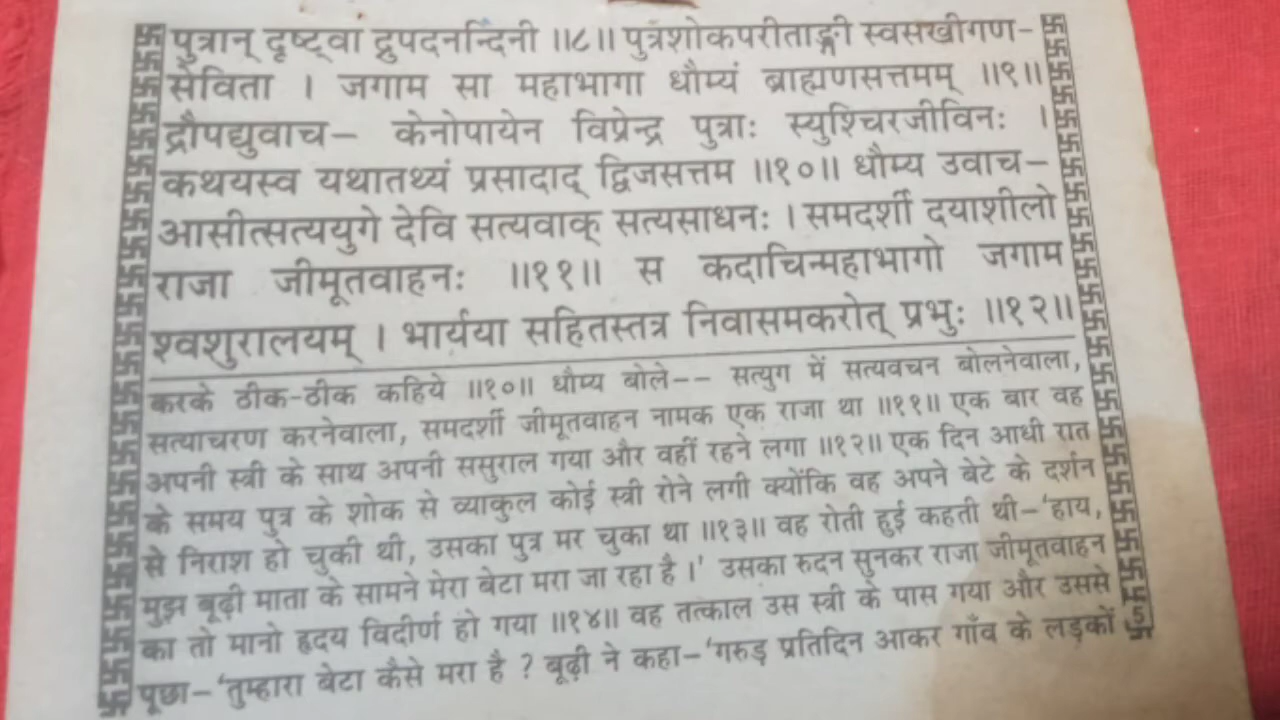 पुत्रान् दृष्ट्वा द्रुपदनन्दिनी ॥८॥ पुत्रशोकपरीताङ्गी स्वसखीगण-
सेविता । जगाम सा महाभागा धौम्यं ब्राह्मणसत्तमम् ॥९॥
द्रौपद्युवाच— केनोपायेन विप्रेन्द्र पुत्राः स्युश्चिरजीविनः ।
कथयस्व यथातथ्यं प्रसादाद् द्विजसत्तम ॥१०॥ धौम्य उवाच—
आसीत्सत्ययुगे देवि सत्यवाक् सत्यसाधनः । समदर्शी दयाशीलो
राजा जीमूतवाहनः ॥११॥ स कदाचिन्महाभागो जगाम
श्वशुरालयम् । भार्यया सहितस्तत्र निवासमकरोत् प्रभुः ॥१२॥
करके ठीक-ठीक कहिये ॥१०॥ धौम्य बोले-- सत्युग में सत्यवचन बोलनेवाला,
सत्याचरण करनेवाला, समदर्शी जीमूतवाहन नामक एक राजा था ॥११॥ एक बार वह
अपनी स्त्री के साथ अपनी ससुराल गया और वहीं रहने लगा ॥१२॥ एक दिन आधी रात
के समय पुत्र के शोक से व्याकुल कोई स्त्री रोने लगी क्योंकि वह अपने बेटे के दर्शन
से निराश हो चुकी थी, उसका पुत्र मर चुका था ॥१३॥ वह रोती हुई कहती थी—'हाय,
मुझ बूढ़ी माता के सामने मेरा बेटा मरा जा रहा है ।' उसका रुदन सुनकर राजा जीमूतवाहन
का तो मानो हृदय विदीर्ण हो गया ॥१४॥ वह तत्काल उस स्त्री के पास गया और उससे
पूछा—'तुम्हारा बेटा कैसे मरा है ? बूढ़ी ने कहा—'गरुड़ प्रतिदिन आकर गाँव के लड़कों
5